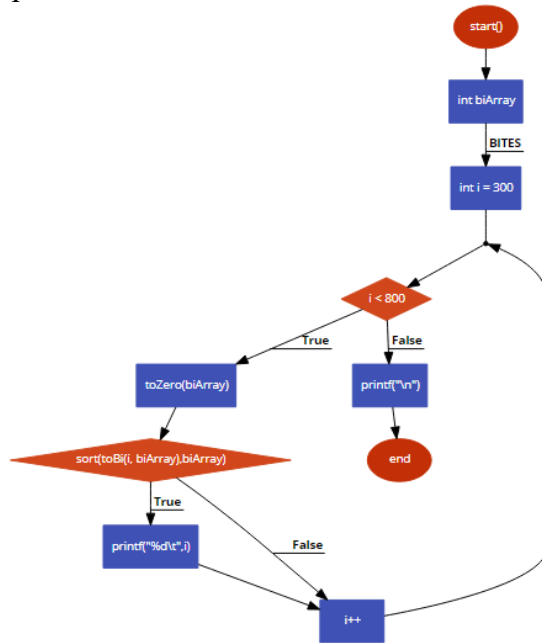 start()
int biArray
BITES
int i = 300
i < 800
True
False
toZero(biArray)
printf("\n")
sort(toBi(i, biArray),biArray)
end
True
False
printf("%d\t",i)
i++